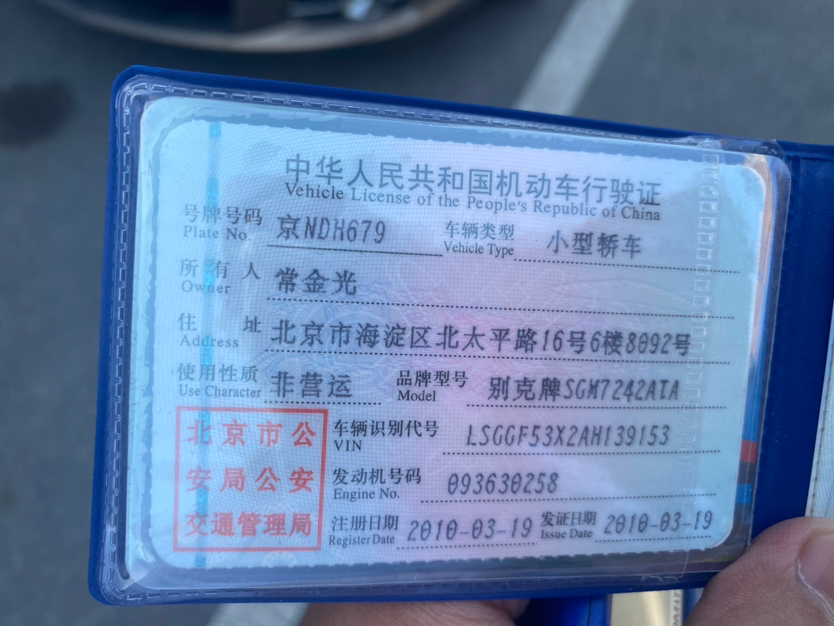 中华人民共和国机动车行驶证
Vehicle License of the People's Republic of China
号牌号码 京NDH679 车辆类型 小型轿车
Plate No. Vehicle Type
所有人 常金光
Owner
住址 北京市海淀区北太平路16号6楼8092号
Address
使用性质 非营运 品牌型号 别克牌SGM7242ATA
Use Character Model
北京市公安局公安交通管理局
车辆识别代号 LSGGF53X2AH139153
VIN
发动机号码 093630258
Engine No.
注册日期 2010-03-19 发证日期 2010-03-19
Register Date Issue Date